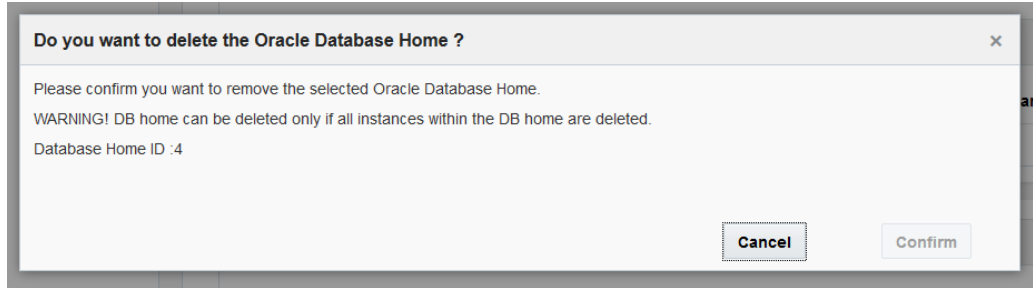 Do you want to delete the Oracle Database Home ?
×
Please confirm you want to remove the selected Oracle Database Home.
WARNING! DB home can be deleted only if all instances within the DB home are deleted.
Database Home ID :4
Cancel
Confirm